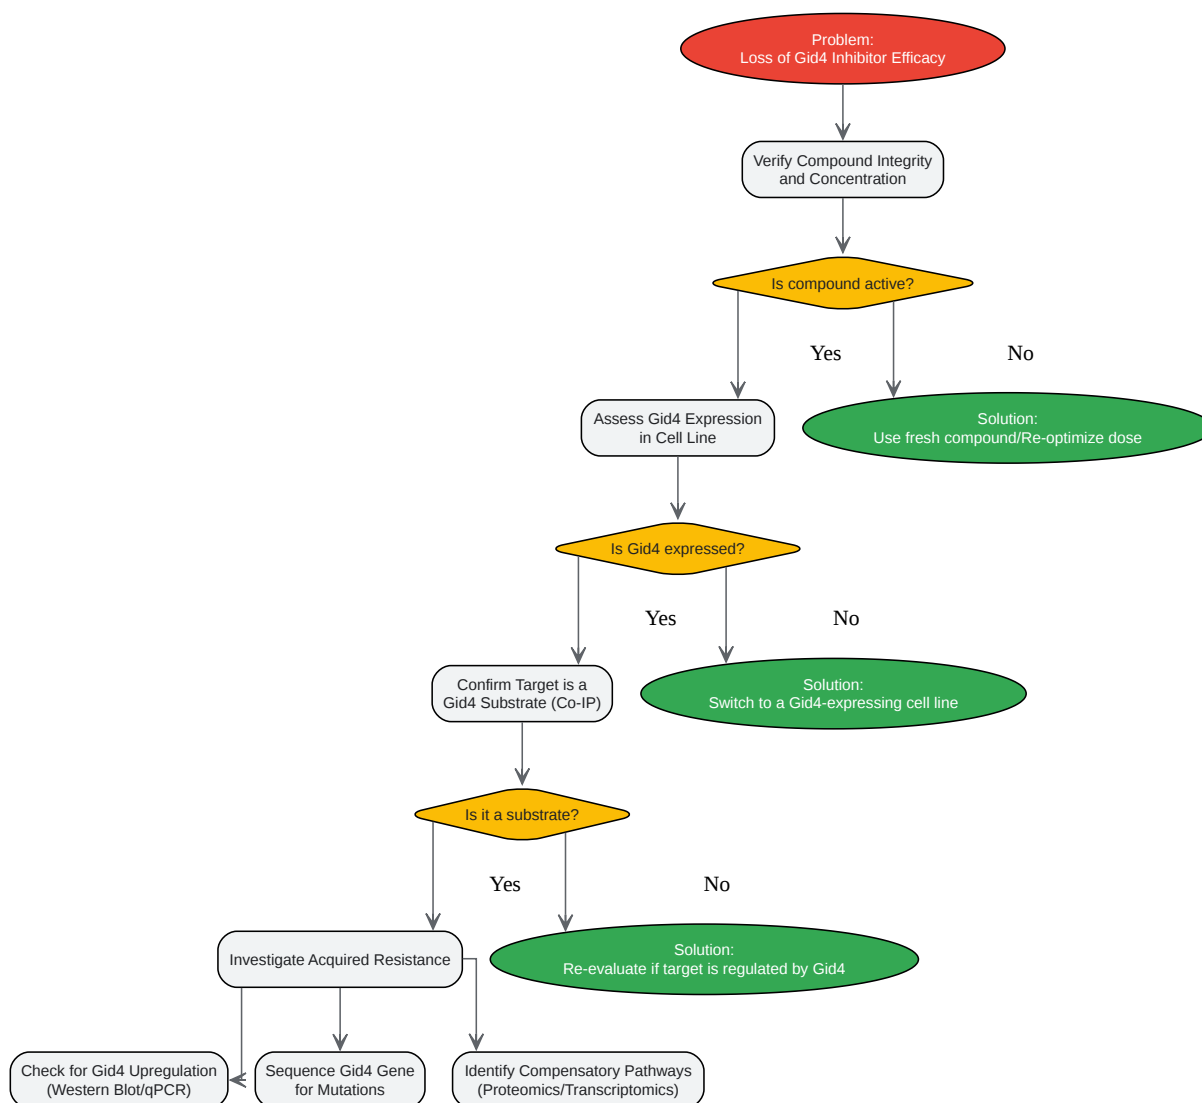 Problem:
Loss of Gid4 Inhibitor Efficacy
Verify Compound Integrity
and Concentration
Is compound active?
Yes
No
Assess Gid4 Expression
in Cell Line
Solution:
Use fresh compound/Re-optimize dose
Is Gid4 expressed?
Yes
No
Confirm Target is a
Gid4 Substrate (Co-IP)
Solution:
Switch to a Gid4-expressing cell line
Is it a substrate?
Yes
No
Investigate Acquired Resistance
Solution:
Re-evaluate if target is regulated by Gid4
Check for Gid4 Upregulation
(Western Blot/qPCR)
Sequence Gid4 Gene
for Mutations
Identify Compensatory Pathways
(Proteomics/Transcriptomics)